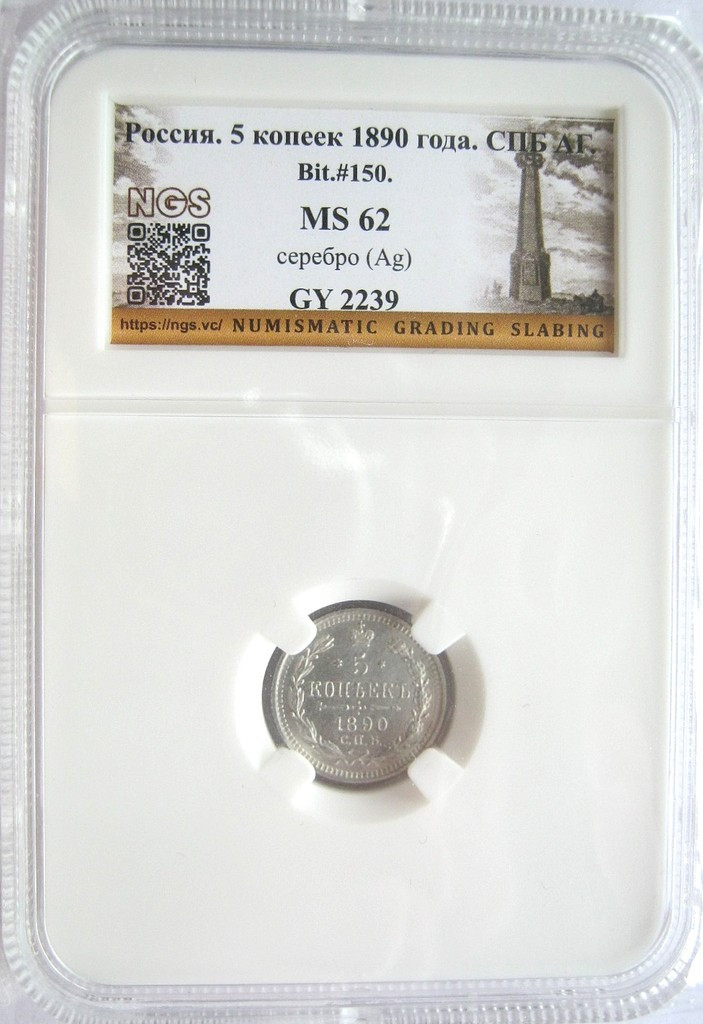 Россия. 5 копеек 1890 года. СПБ АГ.
Bit.#150.
NGS
MS 62
серебро (Ag)
GY 2239
https://ngs.vc/ NUMISMATIC GRADING SLABING
5
КОПѢЕКЪ
1890
С.П.Б.